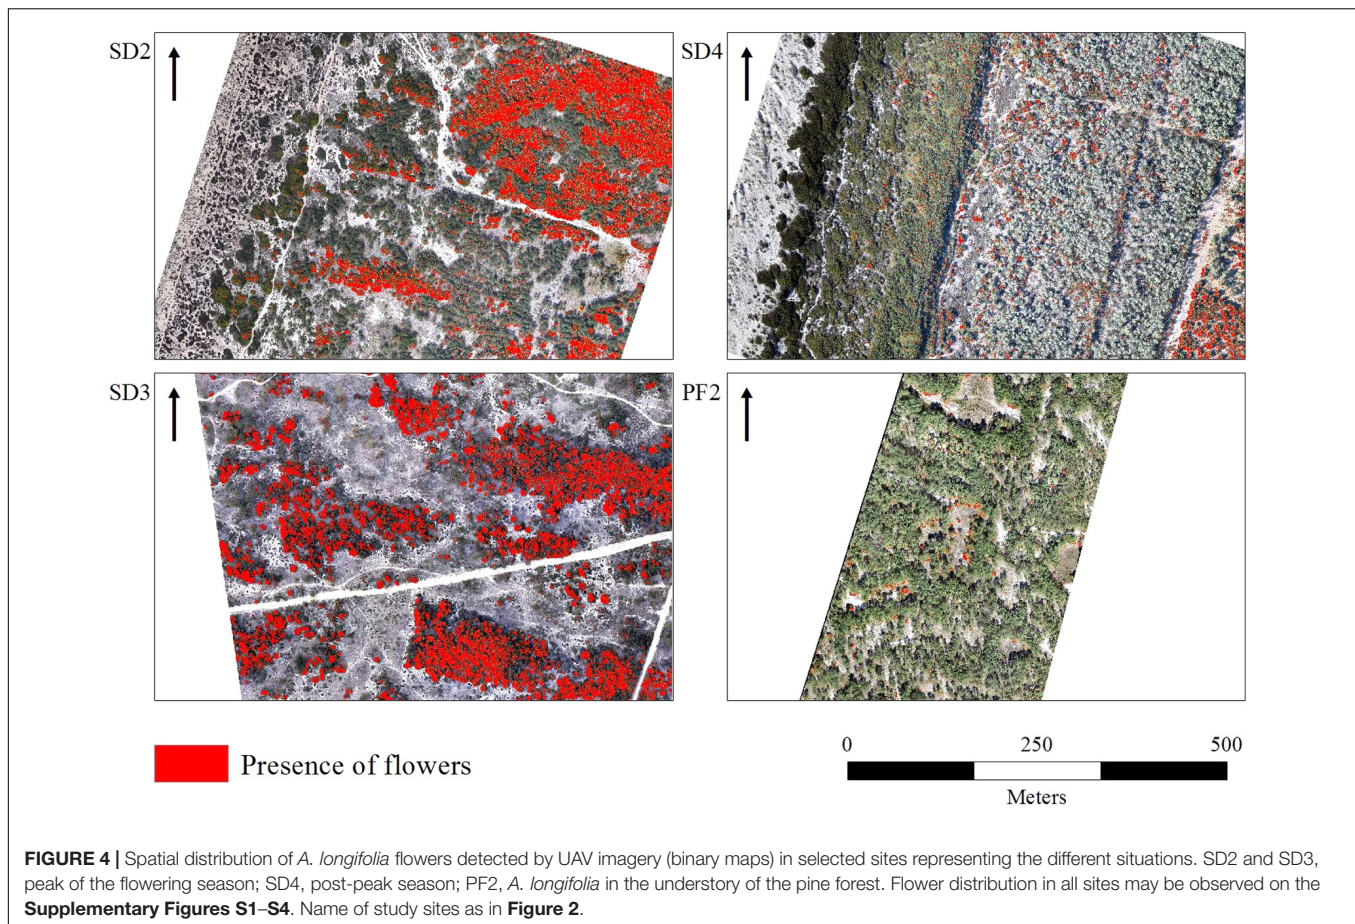 SD2
SD4
SD3
PF2
Presence of flowers
0 250 500
Meters
FIGURE 4 | Spatial distribution of A. longifolia flowers detected by UAV imagery (binary maps) in selected sites representing the different situations. SD2 and SD3,
peak of the flowering season; SD4, post-peak season; PF2, A. longifolia in the understory of the pine forest. Flower distribution in all sites may be observed on the
Supplementary Figures S1–S4. Name of study sites as in Figure 2.